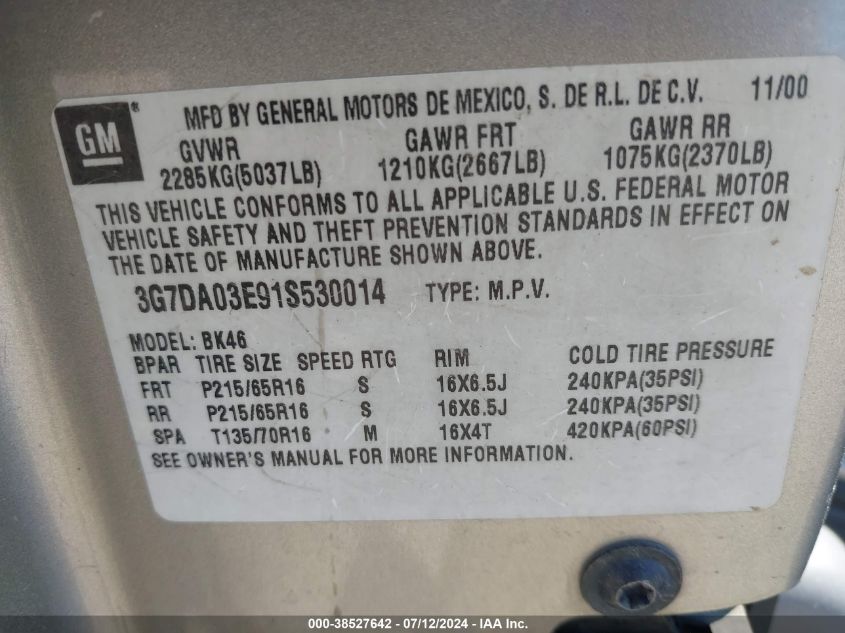 GM ® MFD BY GENERAL MOTORS DE MEXICO, S. DE R.L. DE C.V. 11/00
GVWR GAWR FRT GAWR RR
2285KG(5037LB) 1210KG(2667LB) 1075KG(2370LB)
THIS VEHICLE CONFORMS TO ALL APPLICABLE U.S. FEDERAL MOTOR
VEHICLE SAFETY AND THEFT PREVENTION STANDARDS IN EFFECT ON
THE DATE OF MANUFACTURE SHOWN ABOVE.
3G7DA03E91S530014 TYPE: M.P.V.
MODEL: BK46
BPAR TIRE SIZE SPEED RTG RIM COLD TIRE PRESSURE
FRT P215/65R16 S 16X6.5J 240KPA(35PSI)
RR P215/65R16 S 16X6.5J 240KPA(35PSI)
SPA T135/70R16 M 16X4T 420KPA(60PSI)
SEE OWNER'S MANUAL FOR MORE INFORMATION.
000-38527642 - 07/12/2024 - IAA Inc.